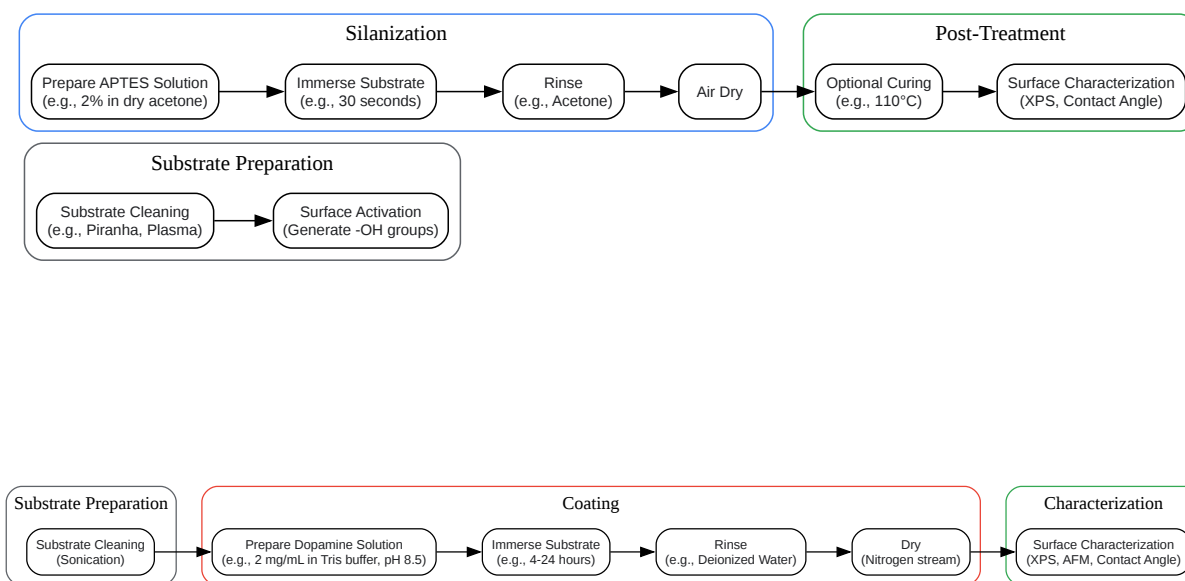 Silanization
Prepare APTES Solution
(e.g., 2% in dry acetone)
Immerse Substrate
(e.g., 30 seconds)
Rinse
(e.g., Acetone)
Air Dry
Post-Treatment
Optional Curing
(e.g., 110°C)
Surface Characterization
(XPS, Contact Angle)
Substrate Preparation
Substrate Cleaning
(e.g., Piranha, Plasma)
Surface Activation
(Generate -OH groups)
Substrate Preparation
Substrate Cleaning
(Sonication)
Coating
Prepare Dopamine Solution
(e.g., 2 mg/mL in Tris buffer, pH 8.5)
Immerse Substrate
(e.g., 4-24 hours)
Rinse
(e.g., Deionized Water)
Dry
(Nitrogen stream)
Characterization
Surface Characterization
(XPS, AFM, Contact Angle)